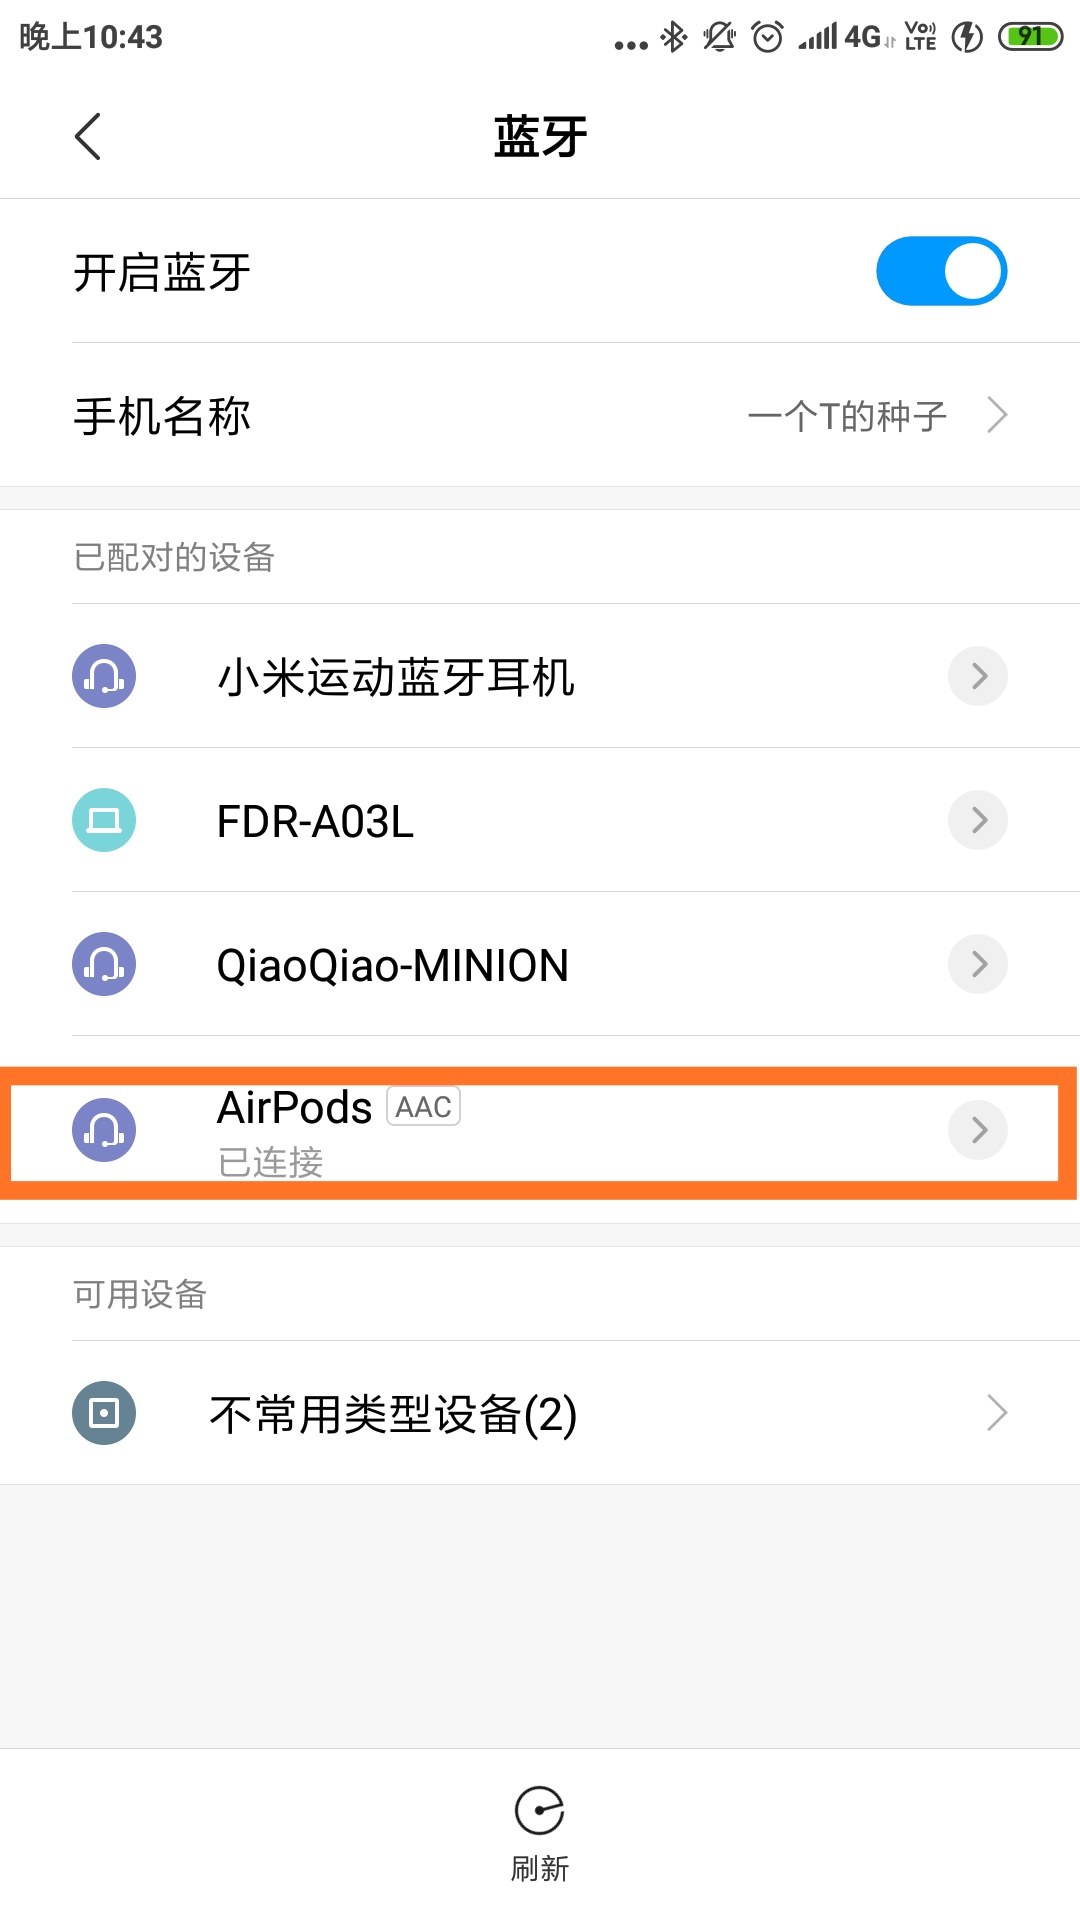 晚上10:43
4G
VoLTE
91
蓝牙
开启蓝牙
手机名称
一个T的种子
已配对的设备
小米运动蓝牙耳机
FDR-A03L
QiaoQiao-MINION
AirPods AAC
已连接
可用设备
不常用类型设备(2)
刷新